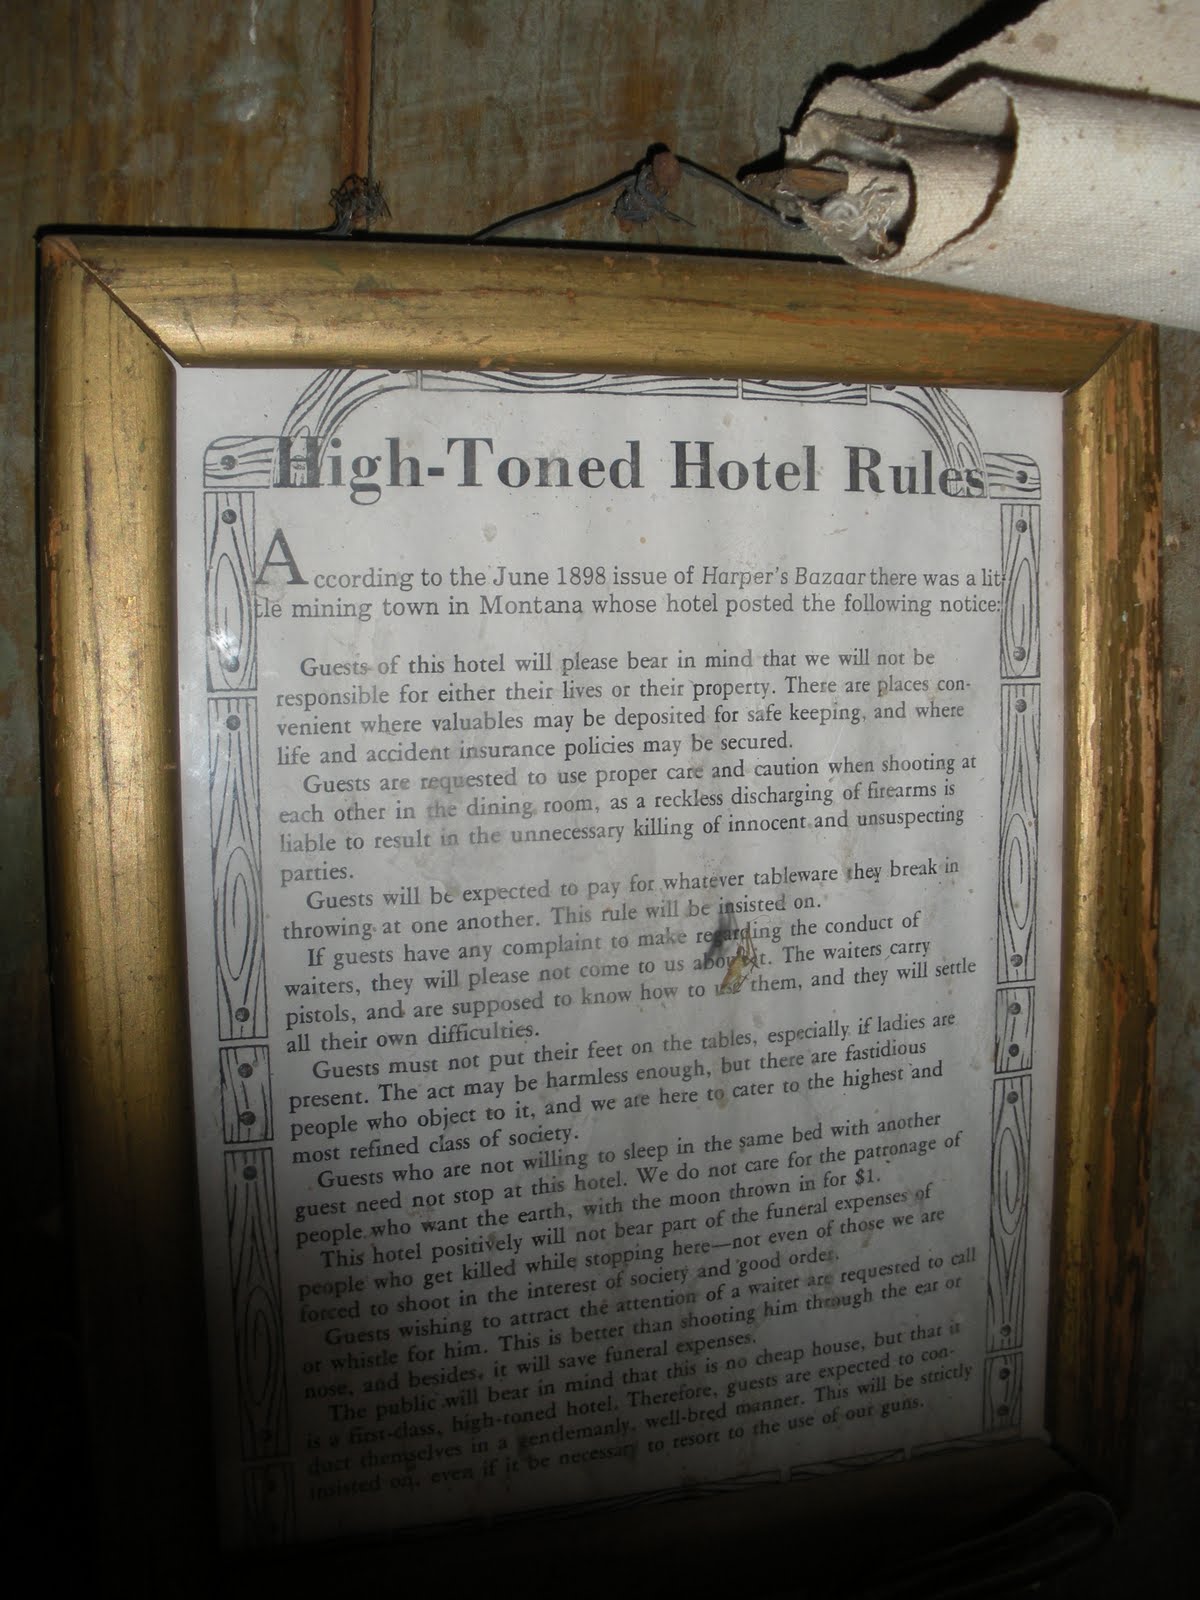 High-Toned Hotel Rules
According to the June 1898 issue of Harper's Bazaar there was a lit-
tle mining town in Montana whose hotel posted the following notice:
Guests of this hotel will please bear in mind that we will not be
responsible for either their lives or their property. There are places con-
venient where valuables may be deposited for safe keeping, and where
life and accident insurance policies may be secured.
Guests are requested to use proper care and caution when shooting at
each other in the dining room, as a reckless discharging of firearms is
liable to result in the unnecessary killing of innocent and unsuspecting
parties.
Guests will be expected to pay for whatever tableware they break in
throwing at one another. This rule will be insisted on.
If guests have any complaint to make regarding the conduct of
waiters, they will please not come to us about it. The waiters carry
pistols, and are supposed to know how to use them, and they will settle
all their own difficulties.
Guests must not put their feet on the tables, especially if ladies are
present. The act may be harmless enough, but there are fastidious
people who object to it, and we are here to cater to the highest and
most refined class of society.
Guests who are not willing to sleep in the same bed with another
guest need not stop at this hotel. We do not care for the patronage of
people who want the earth, with the moon thrown in for $1.
This hotel positively will not bear part of the funeral expenses of
people who get killed while stopping here—not even of those we are
forced to shoot in the interest of society and good order.
Guests wishing to attract the attention of a waiter are requested to call
or whistle for him. This is better than shooting him through the ear or
nose, and besides, it will save funeral expenses.
The public will bear in mind that this is no cheap house, but that it
is a first-class, high-toned hotel. Therefore, guests are expected to con-
duct themselves in a gentlemanly, well-bred manner. This will be strictly
insisted on, even if it be necessary to resort to the use of our guns.